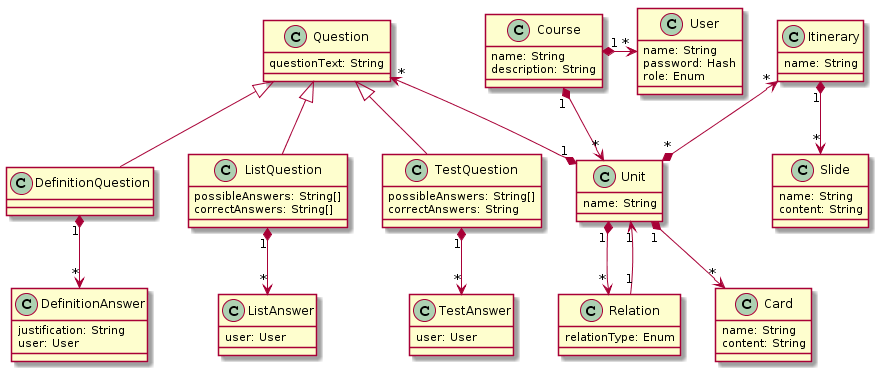 C Question
questionText: String
C Course
name: String
description: String
C User
name: String
password: Hash
role: Enum
C Itinerary
name: String
1 *
*
1
1
*
*
1
*
*
*
C DefinitionQuestion
C ListQuestion
possibleAnswers: String[]
correctAnswers: String[]
C TestQuestion
possibleAnswers: String[]
correctAnswers: String
C Unit
name: String
C Slide
name: String
content: String
1
1
1
1
1
1
*
*
*
*
1
*
C DefinitionAnswer
justification: String
user: User
C ListAnswer
user: User
C TestAnswer
user: User
C Relation
relationType: Enum
C Card
name: String
content: String